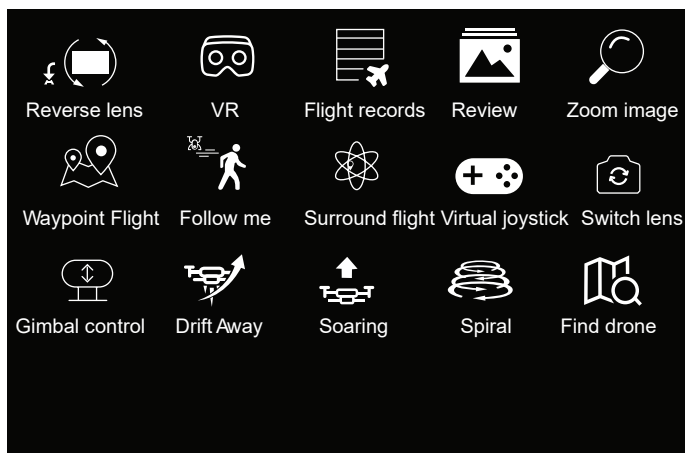 Reverse lens VR Flight records Review Zoom image
Waypoint Flight Follow me Surround flight Virtual joystick Switch lens
Gimbal control Drift Away Soaring Spiral Find drone